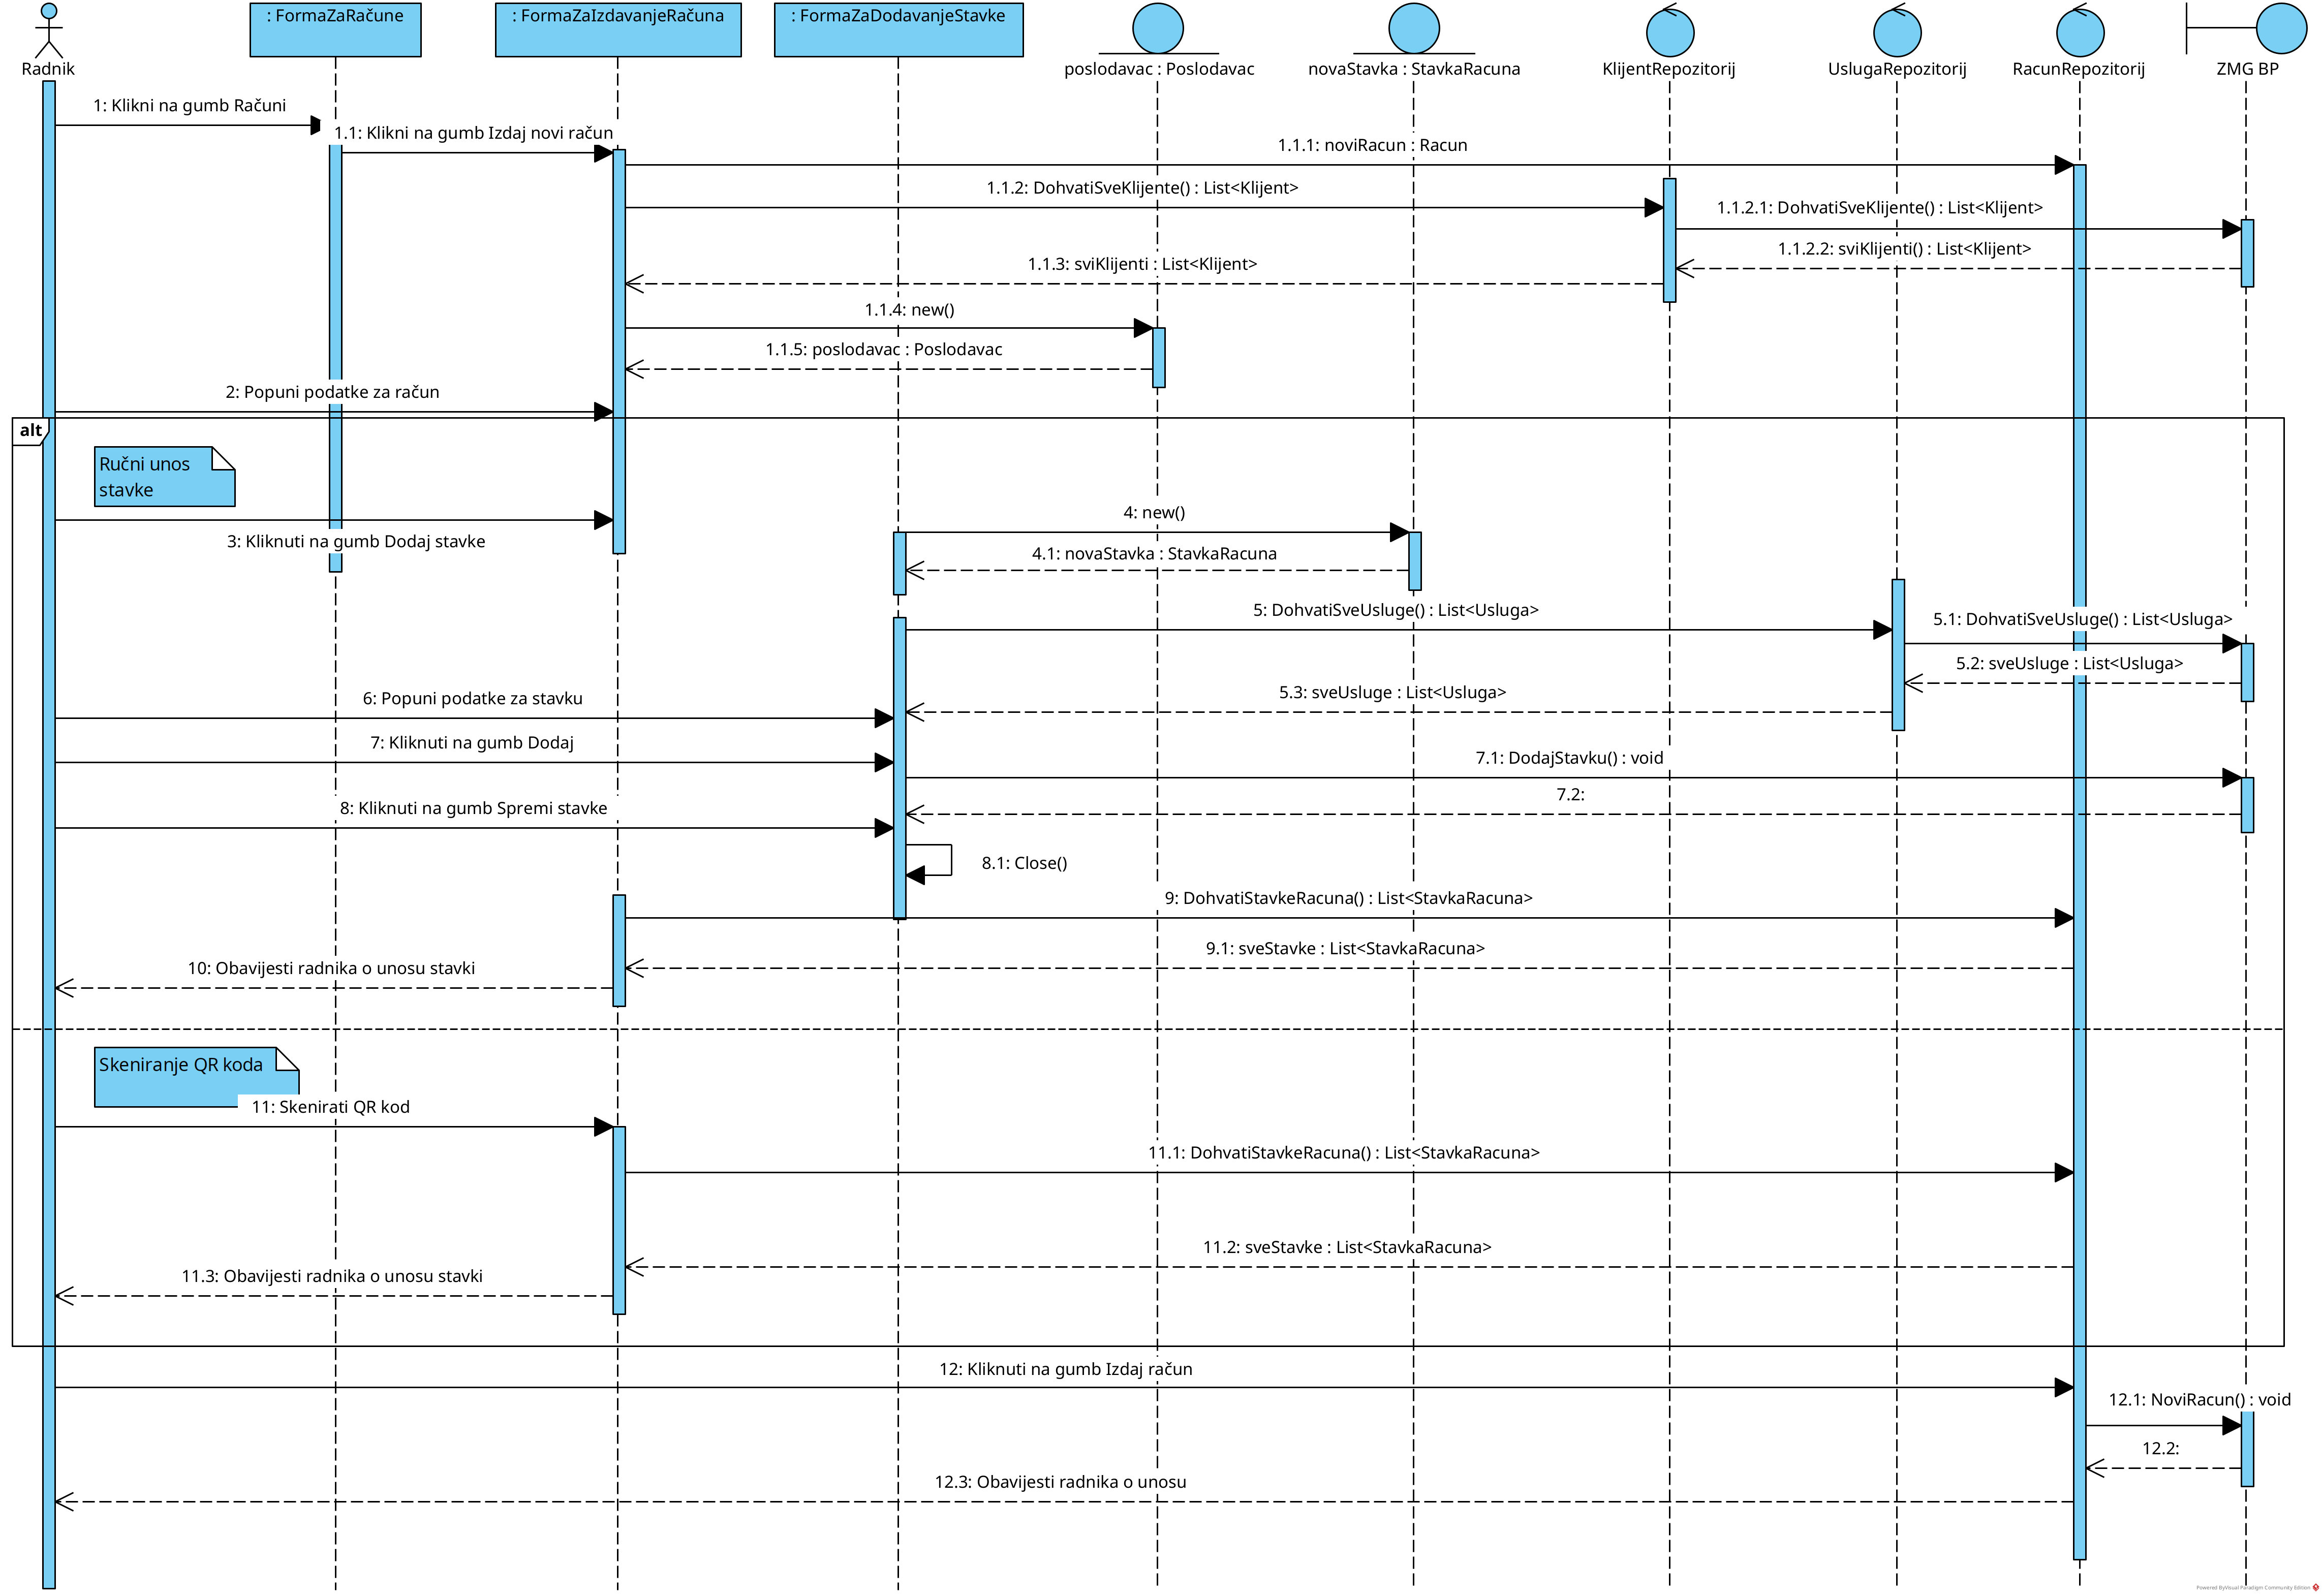 : FormaZaRačune
: FormaZaIzdavanjeRačuna
: FormaZaDodavanjeStavke
Radnik
poslodavac : Poslodavac
novaStavka : StavkaRacuna
KlijentRepozitorij
UslugaRepozitorij
RacunRepozitorij
ZMG BP
1: Klikni na gumb Računi
1.1: Klikni na gumb Izdaj novi račun
1.1.1: noviRacun : Racun
1.1.2: DohvatiSveKlijente() : List<Klijent>
1.1.2.1: DohvatiSveKlijente() : List<Klijent>
1.1.2.2: sviKlijenti() : List<Klijent>
1.1.3: sviKlijenti : List<Klijent>
1.1.4: new()
1.1.5: poslodavac : Poslodavac
2: Popuni podatke za račun
alt
Ručni unos
stavke
4: new()
3: Kliknuti na gumb Dodaj stavke
4.1: novaStavka : StavkaRacuna
5: DohvatiSveUsluge() : List<Usluga>
5.1: DohvatiSveUsluge() : List<Usluga>
5.2: sveUsluge : List<Usluga>
5.3: sveUsluge : List<Usluga>
6: Popuni podatke za stavku
7: Kliknuti na gumb Dodaj
7.1: DodajStavku() : void
7.2:
8: Kliknuti na gumb Spremi stavke
8.1: Close()
9: DohvatiStavkeRacuna() : List<StavkaRacuna>
9.1: sveStavke : List<StavkaRacuna>
10: Obavijesti radnika o unosu stavki
Skeniranje QR koda
11: Skenirati QR kod
11.1: DohvatiStavkeRacuna() : List<StavkaRacuna>
11.2: sveStavke : List<StavkaRacuna>
11.3: Obavijesti radnika o unosu stavki
12: Kliknuti na gumb Izdaj račun
12.1: NoviRacun() : void
12.2:
12.3: Obavijesti radnika o unosu
Powered ByVisual Paradigm Community Edition